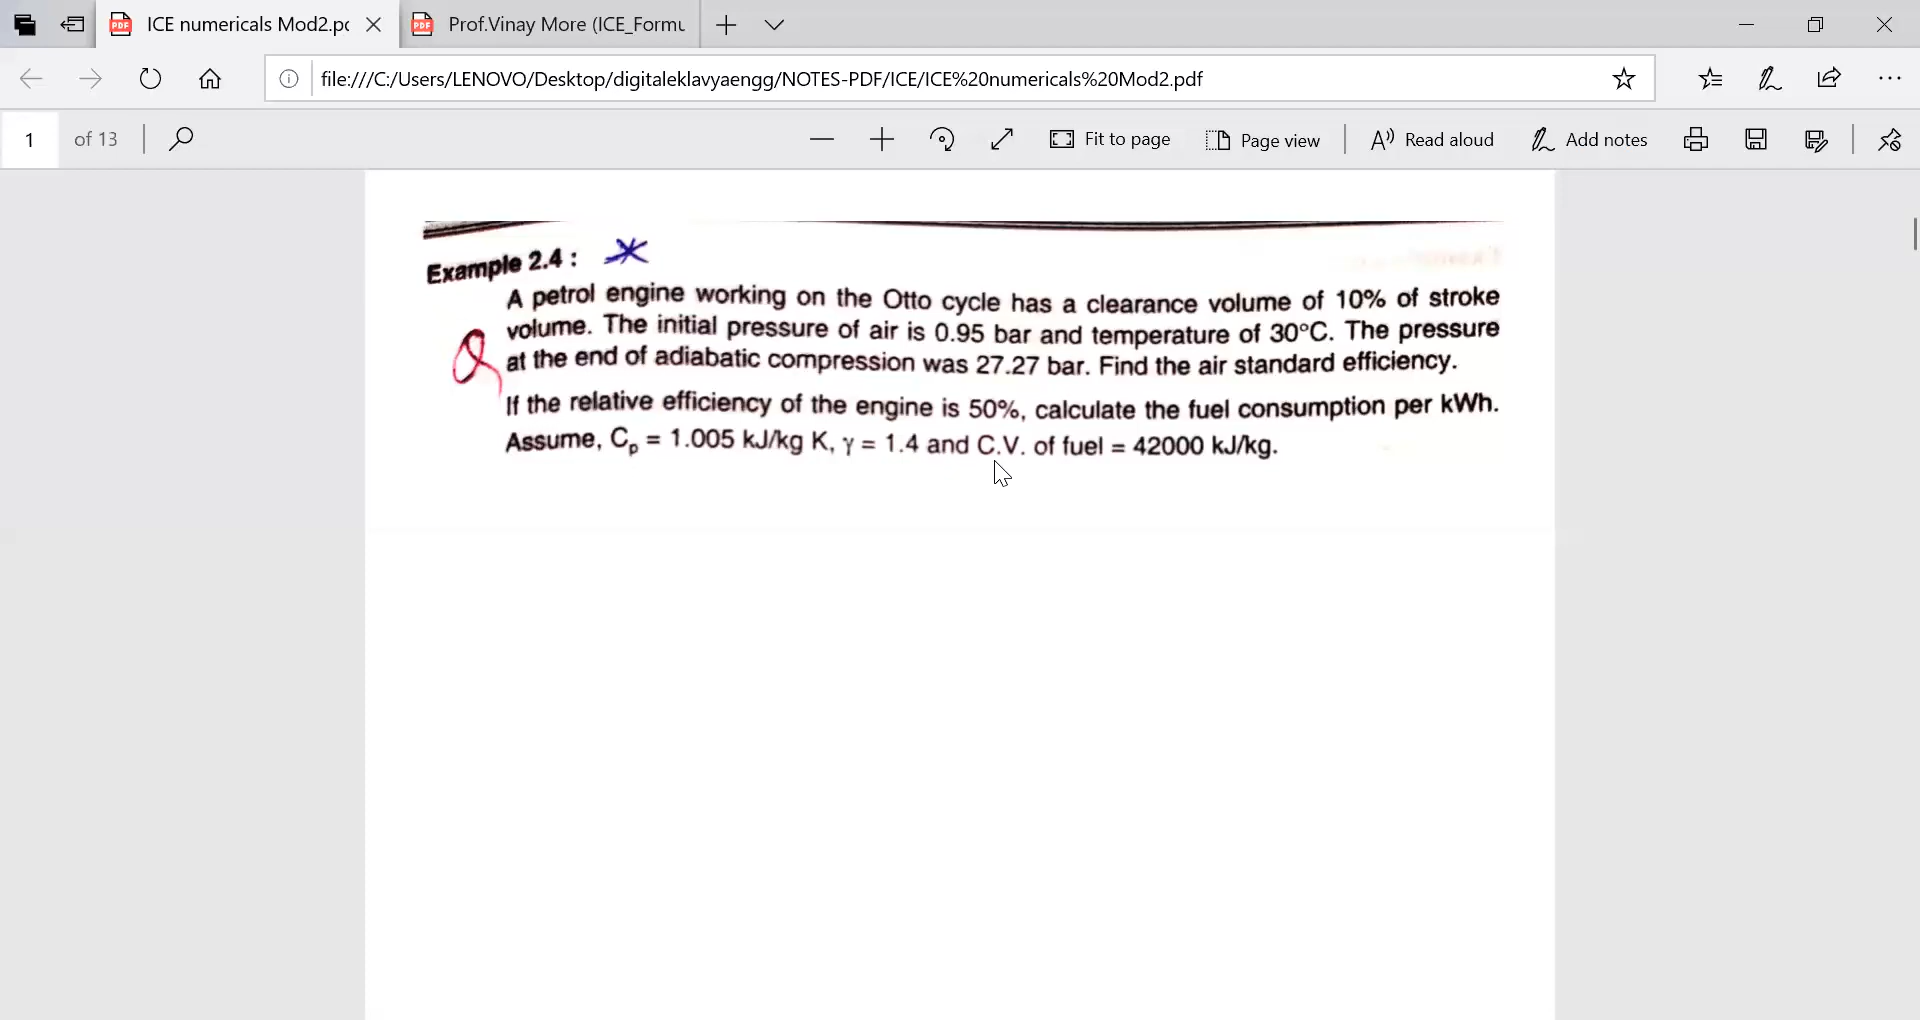 ICE numericals Mod2.pd
Prof.Vinay More (ICE_Formu
file:///C:/Users/LENOVO/Desktop/digitaleklavyaengg/NOTES-PDF/ICE/ICE%20numericals%20Mod2.pdf
1 of 13
Fit to page
Page view
Read aloud
Add notes
Example 2.4 :
A petrol engine working on the Otto cycle has a clearance volume of 10% of stroke
volume. The initial pressure of air is 0.95 bar and temperature of 30°C. The pressure
Q
at the end of adiabatic compression was 27.27 bar. Find the air standard efficiency.
If the relative efficiency of the engine is 50%, calculate the fuel consumption per kWh.
Assume, Cp = 1.005 kJ/kg K, γ = 1.4 and C.V. of fuel = 42000 kJ/kg.